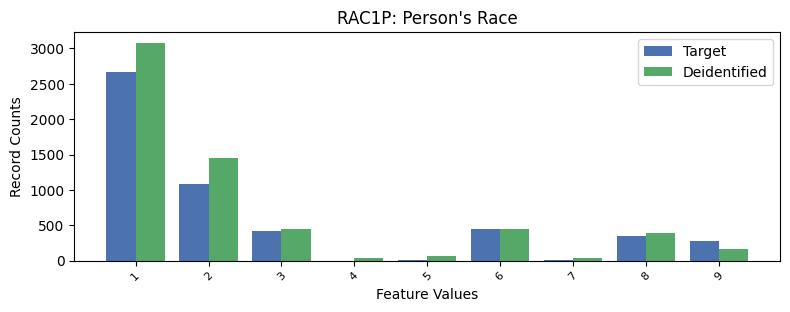 RAC1P: Person's Race
Target
Deidentified
Record Counts
3000
2500
2000
1500
1000
500
0
1 2 3 4 5 6 7 8 9
Feature Values